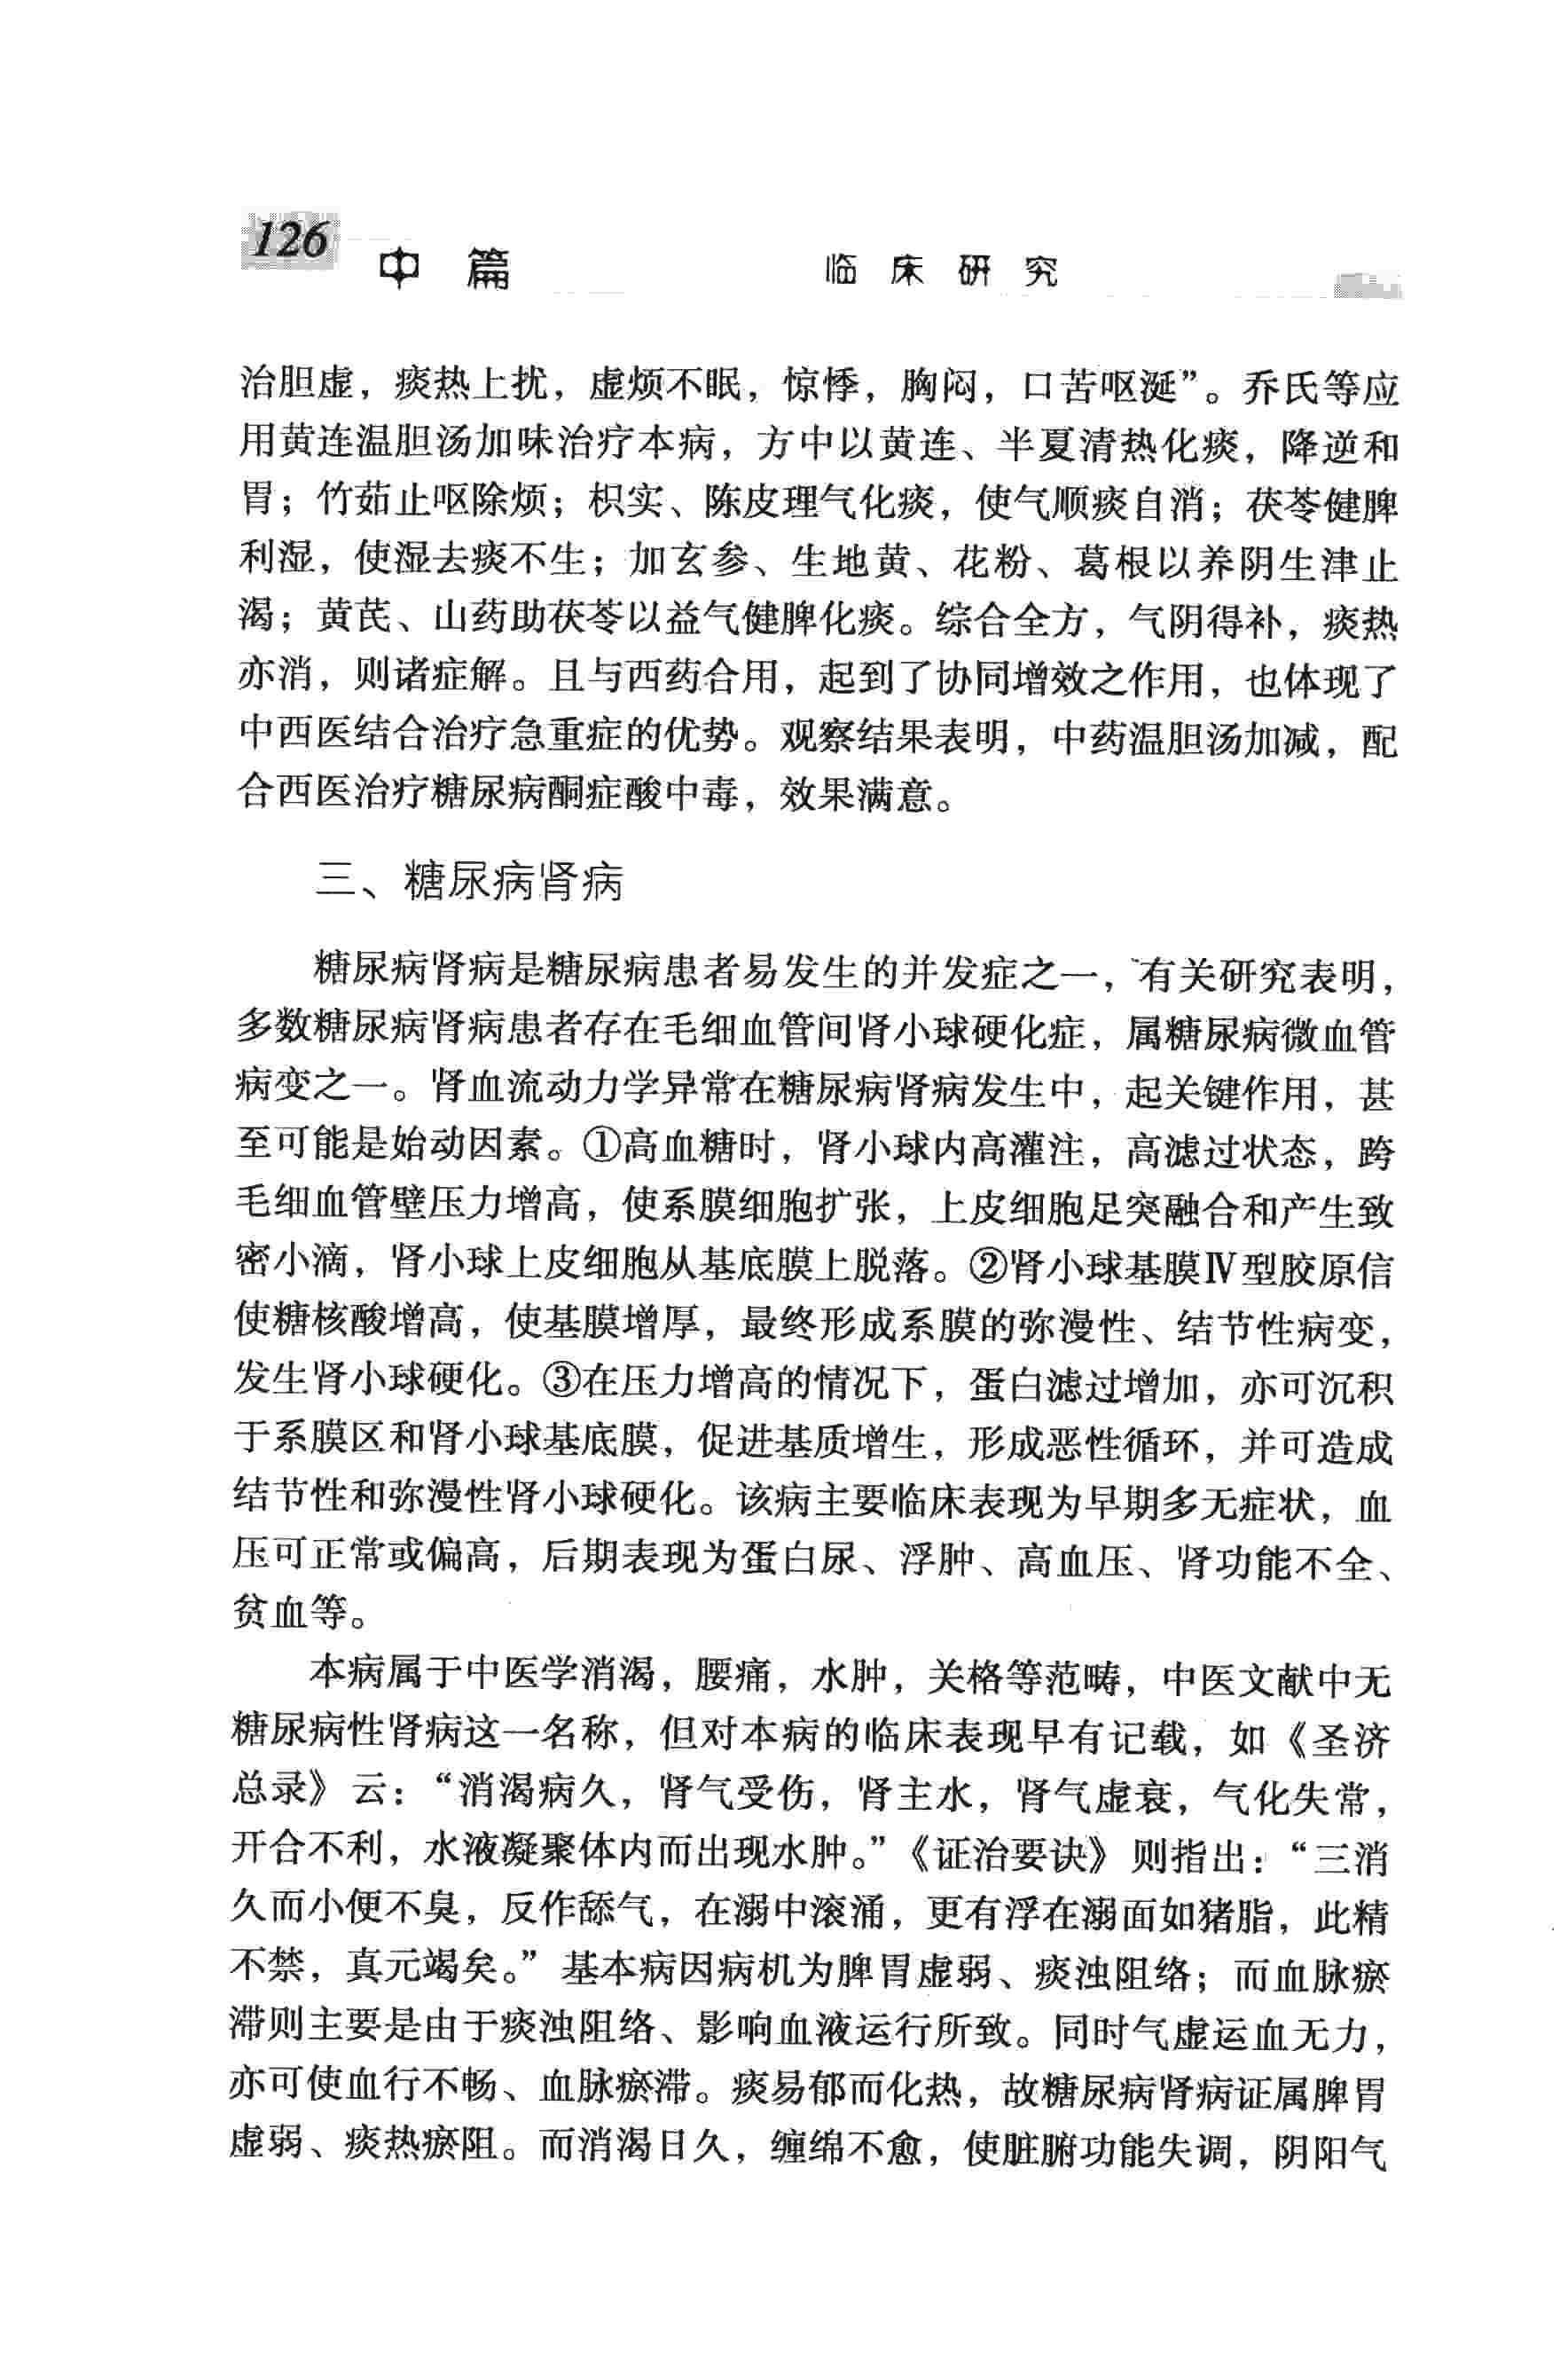 126
中 篇 临 床 研 究
治胆虚，痰热上扰，虚烦不眠，惊悸，胸闷，口苦呕涎”。乔氏等应
用黄连温胆汤加味治疗本病，方中以黄连、半夏清热化痰，降逆和
胃；竹茹止呕除烦；枳实、陈皮理气化痰，使气顺痰自消；茯苓健脾
利湿，使湿去痰不生；加玄参、生地黄、花粉、葛根以养阴生津止
渴；黄芪、山药助茯苓以益气健脾化痰。综合全方，气阴得补，痰热
亦消，则诸症解。且与西药合用，起到了协同增效之作用，也体现了
中西医结合治疗急重症的优势。观察结果表明，中药温胆汤加减，配
合西医治疗糖尿病酮症酸中毒，效果满意。
三、糖尿病肾病
糖尿病肾病是糖尿病患者易发生的并发症之一，有关研究表明，
多数糖尿病肾病患者存在毛细血管间肾小球硬化症，属糖尿病微血管
病变之一。肾血流动力学异常在糖尿病肾病发生中，起关键作用，甚
至可能是始动因素。①高血糖时，肾小球内高灌注，高滤过状态，跨
毛细血管壁压力增高，使系膜细胞扩张，上皮细胞足突融合和产生致
密小滴，肾小球上皮细胞从基底膜上脱落。②肾小球基膜Ⅳ型胶原信
使糖核酸增高，使基膜增厚，最终形成系膜的弥漫性、结节性病变，
发生肾小球硬化。③在压力增高的情况下，蛋白滤过增加，亦可沉积
于系膜区和肾小球基底膜，促进基质增生，形成恶性循环，并可造成
结节性和弥漫性肾小球硬化。该病主要临床表现为早期多无症状，血
压可正常或偏高，后期表现为蛋白尿、浮肿、高血压、肾功能不全、
贫血等。
本病属于中医学消渴，腰痛，水肿，关格等范畴，中医文献中无
糖尿病性肾病这一名称，但对本病的临床表现早有记载，如《圣济
总录》云：“消渴病久，肾气受伤，肾主水，肾气虚衰，气化失常，
开合不利，水液凝聚体内而出现水肿。”《证治要诀》则指出：“三消
久而小便不臭，反作舔气，在溺中滚涌，更有浮在溺面如猪脂，此精
不禁，真元竭矣。”基本病因病机为脾胃虚弱、痰浊阻络；而血脉瘀
滞则主要是由于痰浊阻络、影响血液运行所致。同时气虚运血无力，
亦可使血行不畅、血脉瘀滞。痰易郁而化热，故糖尿病肾病证属脾胃
虚弱、痰热瘀阻。而消渴日久，缠绵不愈，使脏腑功能失调，阴阳气